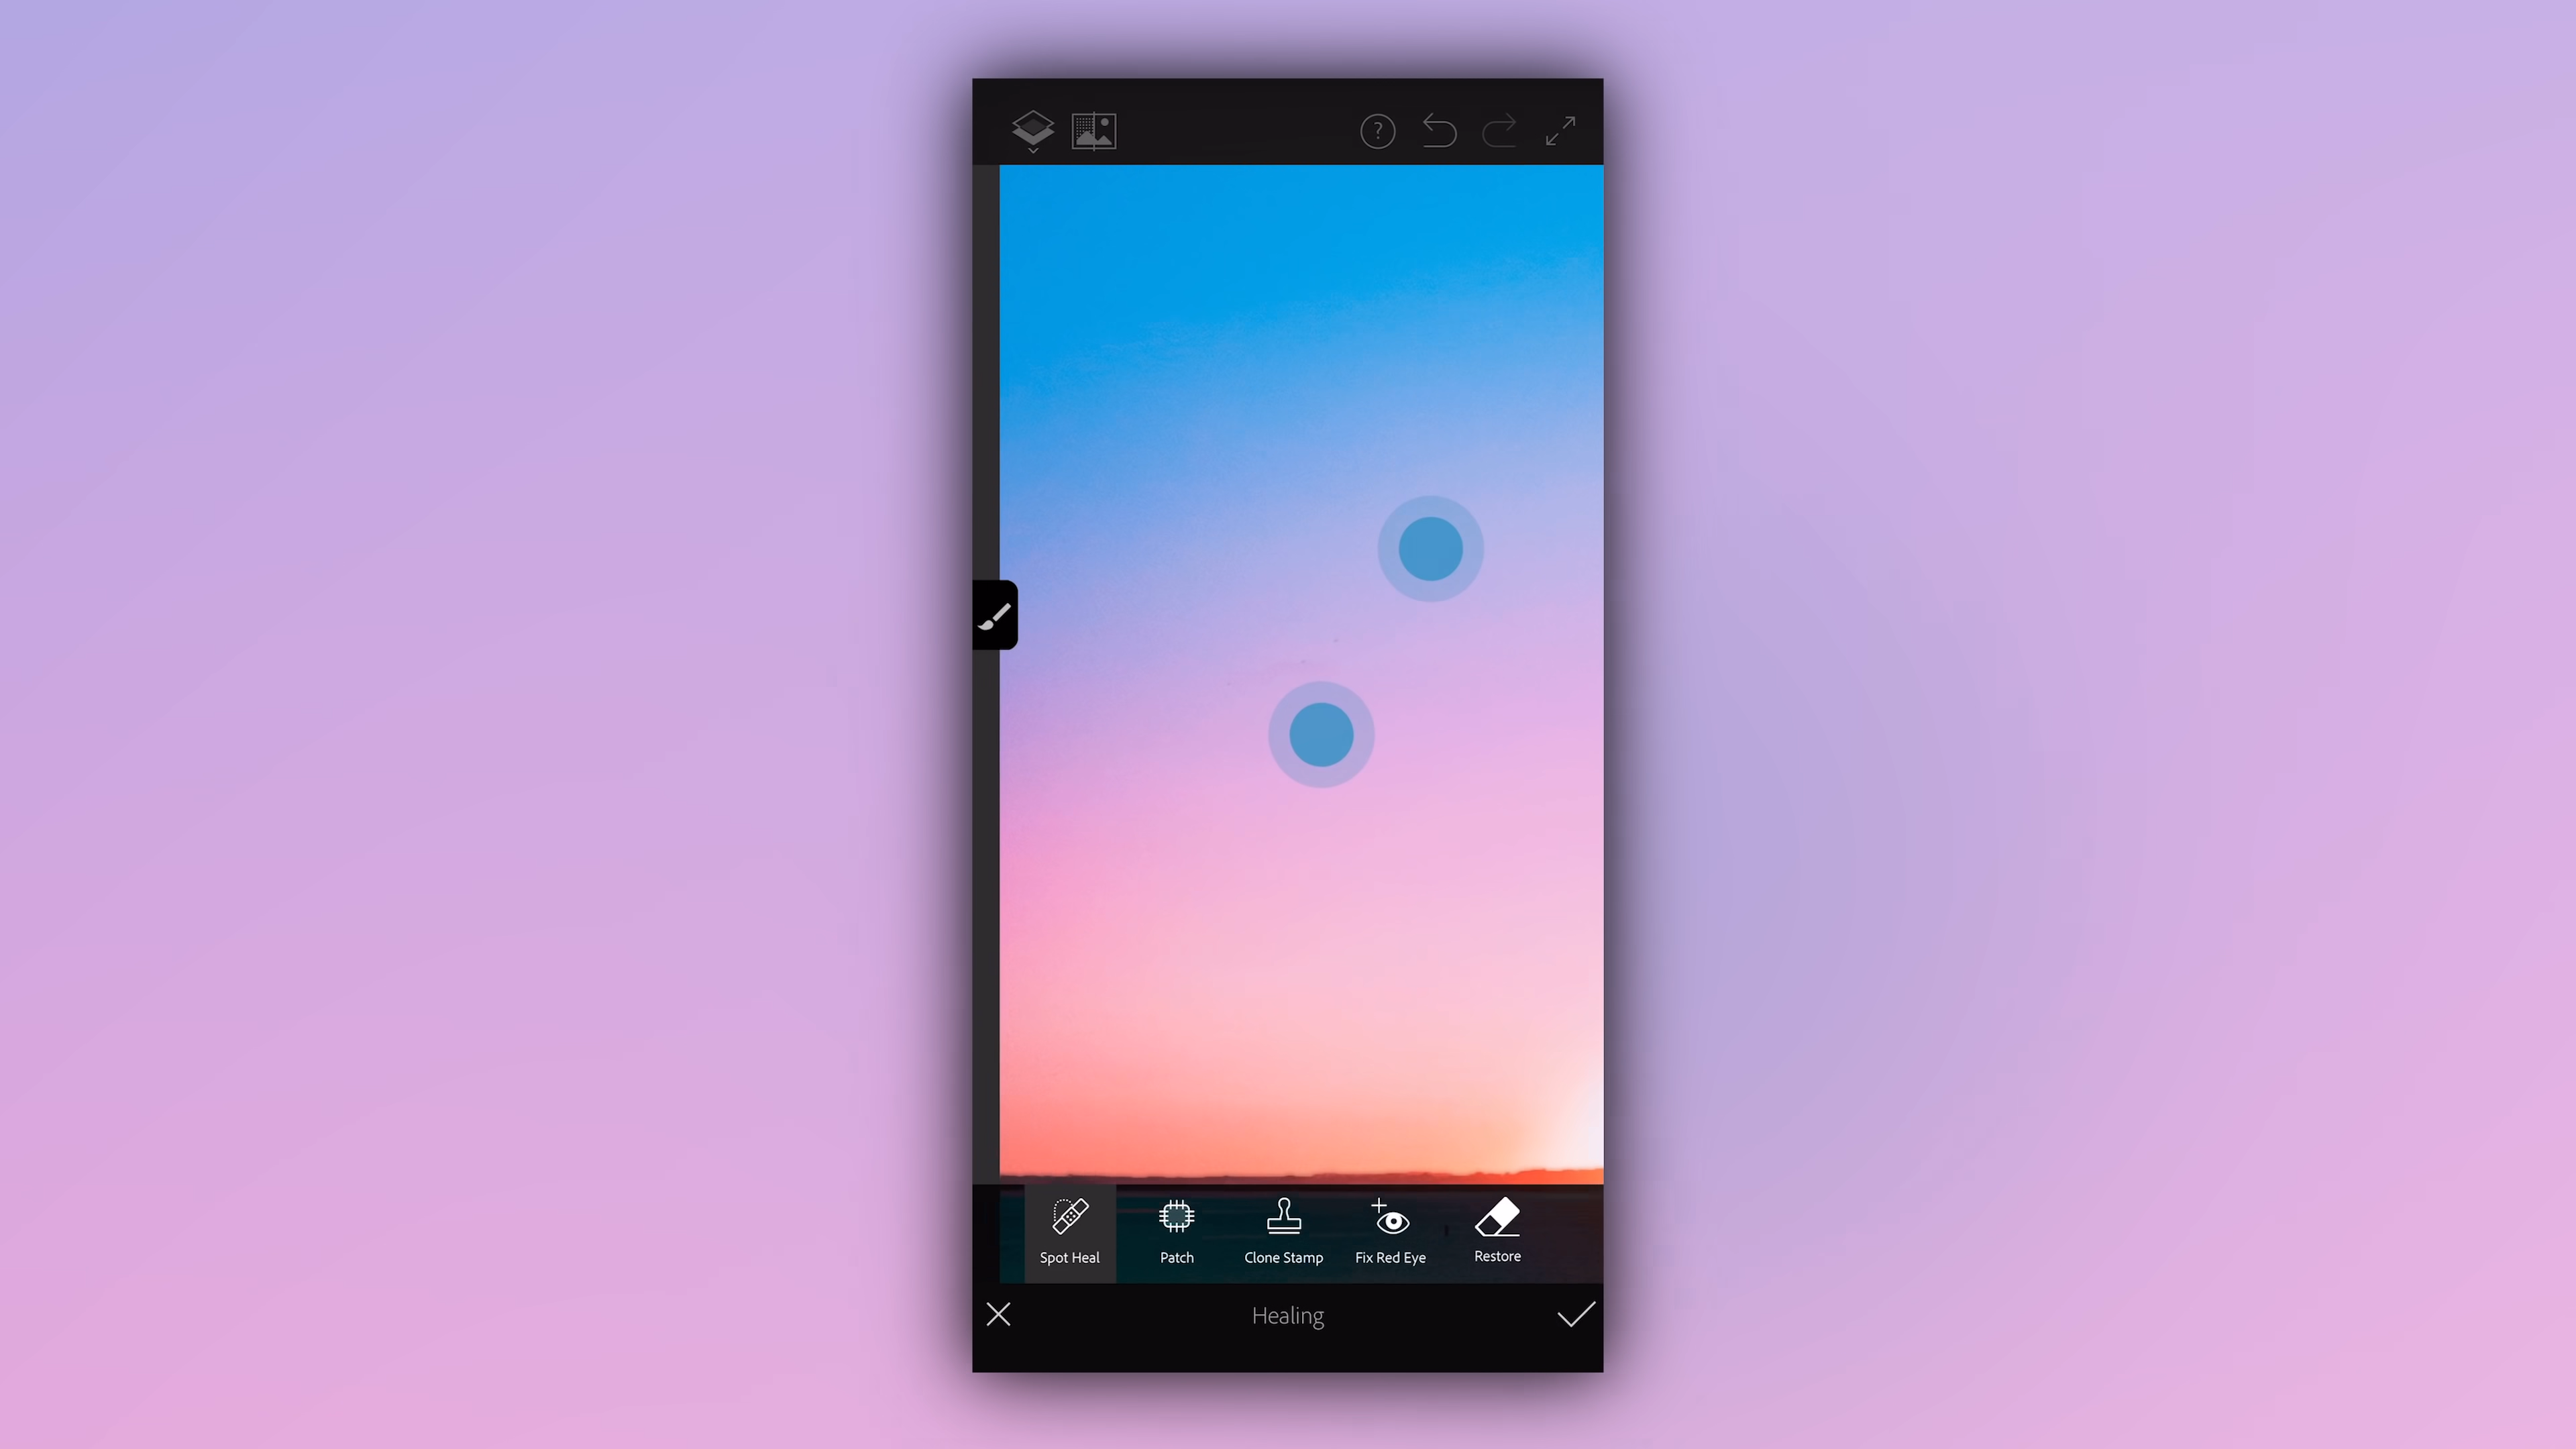 ?
Spot Heal
Patch
Clone Stamp
Fix Red Eye
Restore
Healing